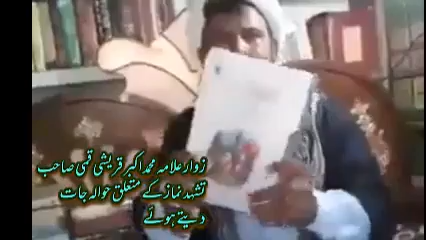 زوار علامہ محمد اکبر قریشی قمی صاحب
تشہد نماز کے متعلق حوالہ جات
دیتے ہوئے